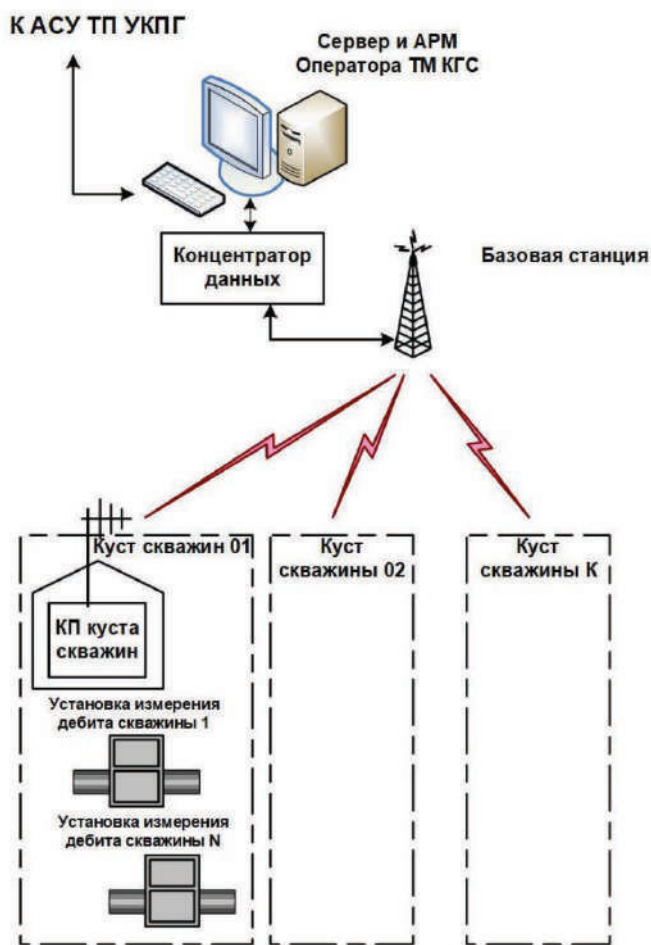 К АСУ ТП УКПГ
Сервер и АРМ
Оператора ТМ КГС
Концентратор
данных
Базовая станция
Куст скважин 01
Куст
скважины 02
Куст
скважины К
КП куста
скважин
Установка измерения
дебита скважины 1
Установка измерения
дебита скважины N